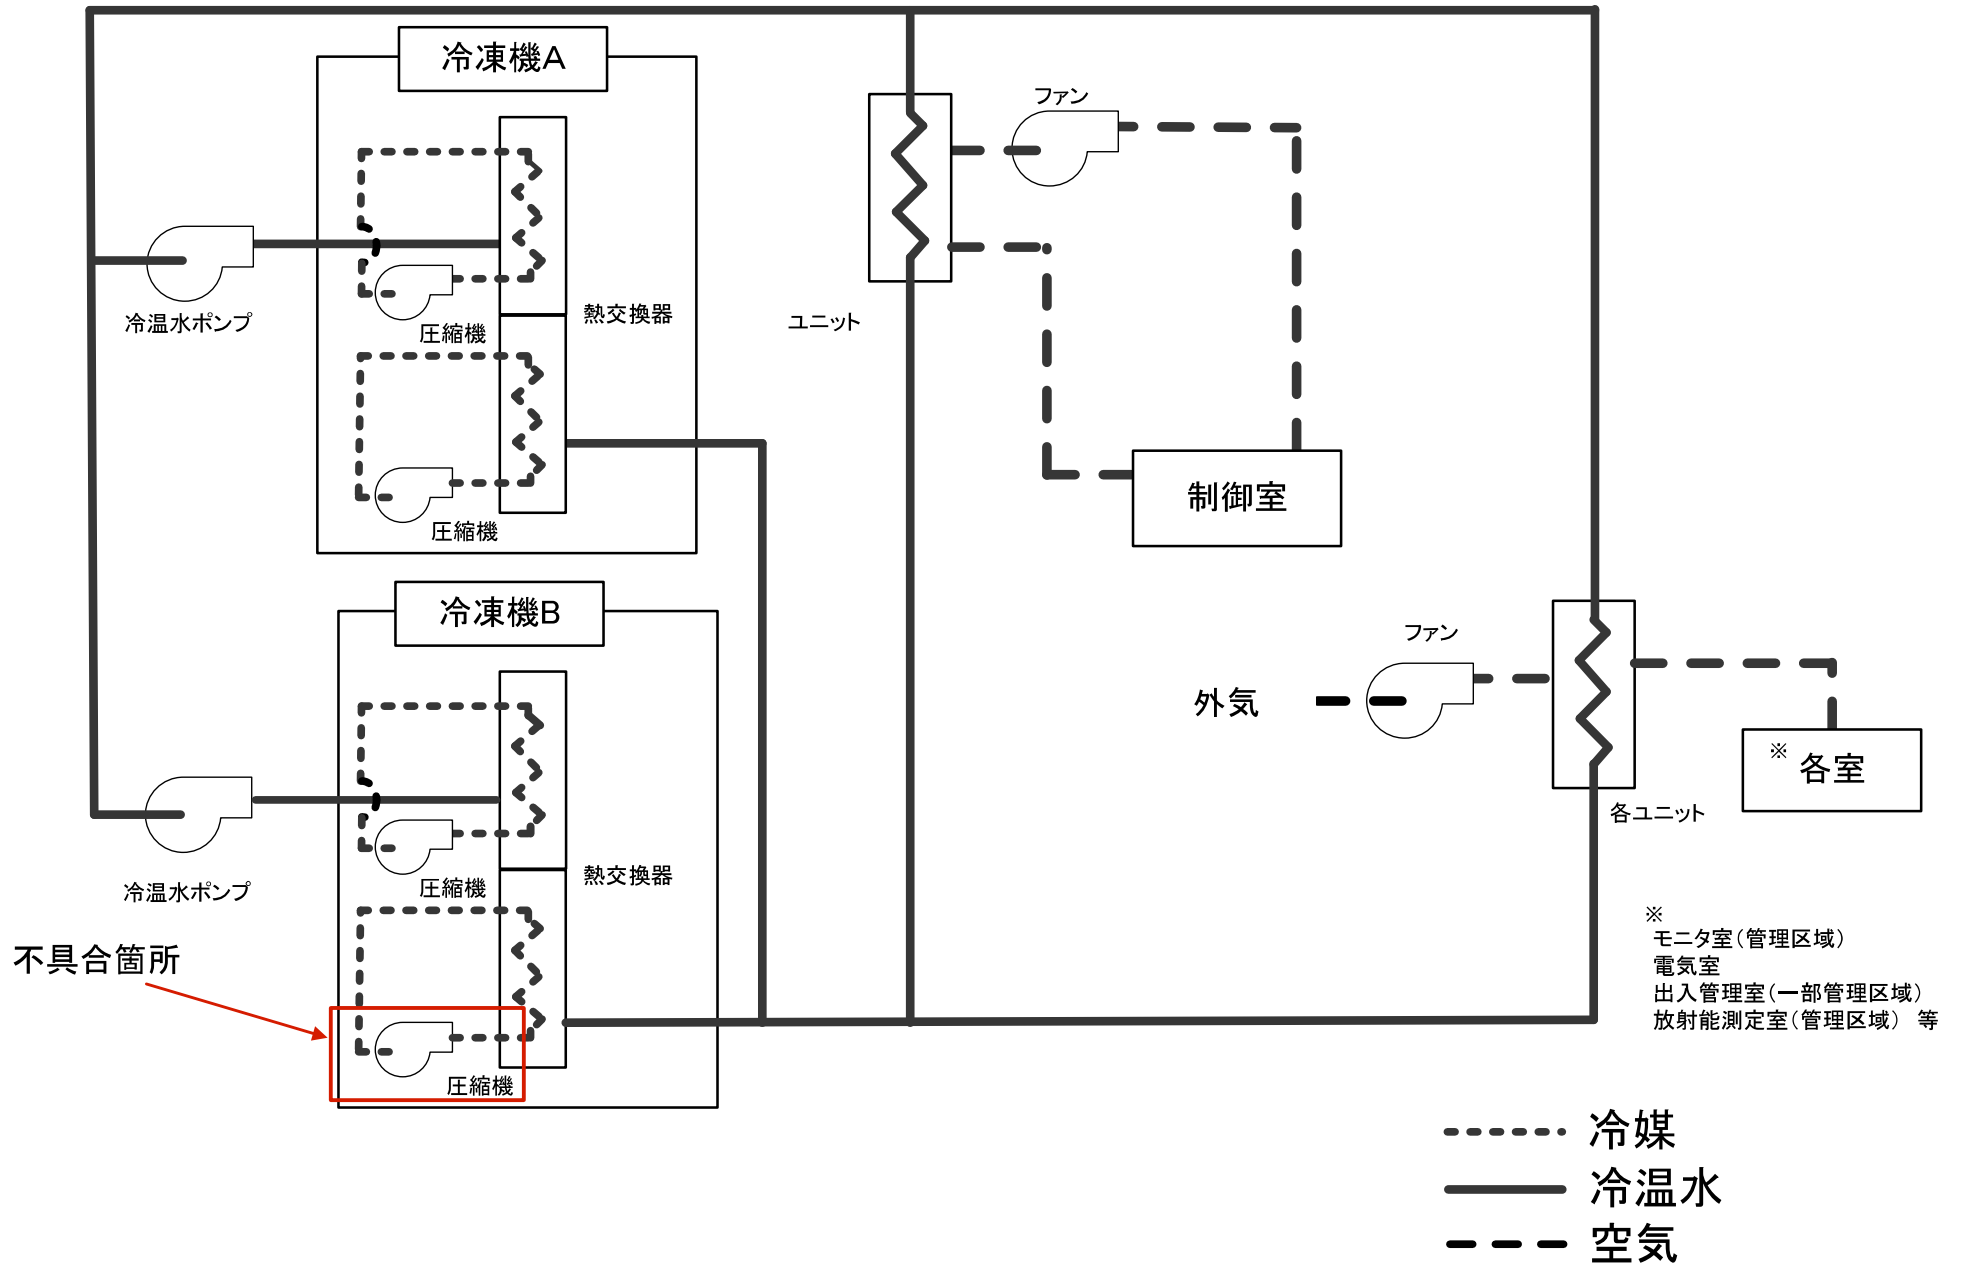 冷凍機A
ファン
冷温水ポンプ
圧縮機
熱交換器
ユニット
制御室
圧縮機
冷凍機B
ファン
外気
※
各室
各ユニット
冷温水ポンプ
圧縮機
熱交換器
不具合箇所
圧縮機
※
モニタ室(管理区域)
電気室
出入管理室(一部管理区域)
放射能測定室(管理区域) 等
冷媒
冷温水
空気